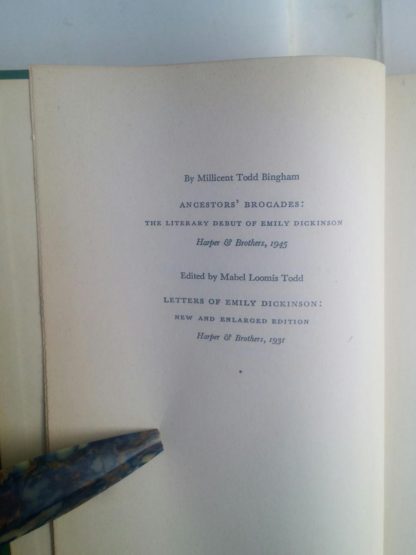 By Millicent Todd Bingham
ANCESTORS' BROCADES:
THE LITERARY DEBUT OF EMILY DICKINSON
Harper & Brothers, 1945
Edited by Mabel Loomis Todd
LETTERS OF EMILY DICKINSON:
NEW AND ENLARGED EDITION
Harper & Brothers, 1931